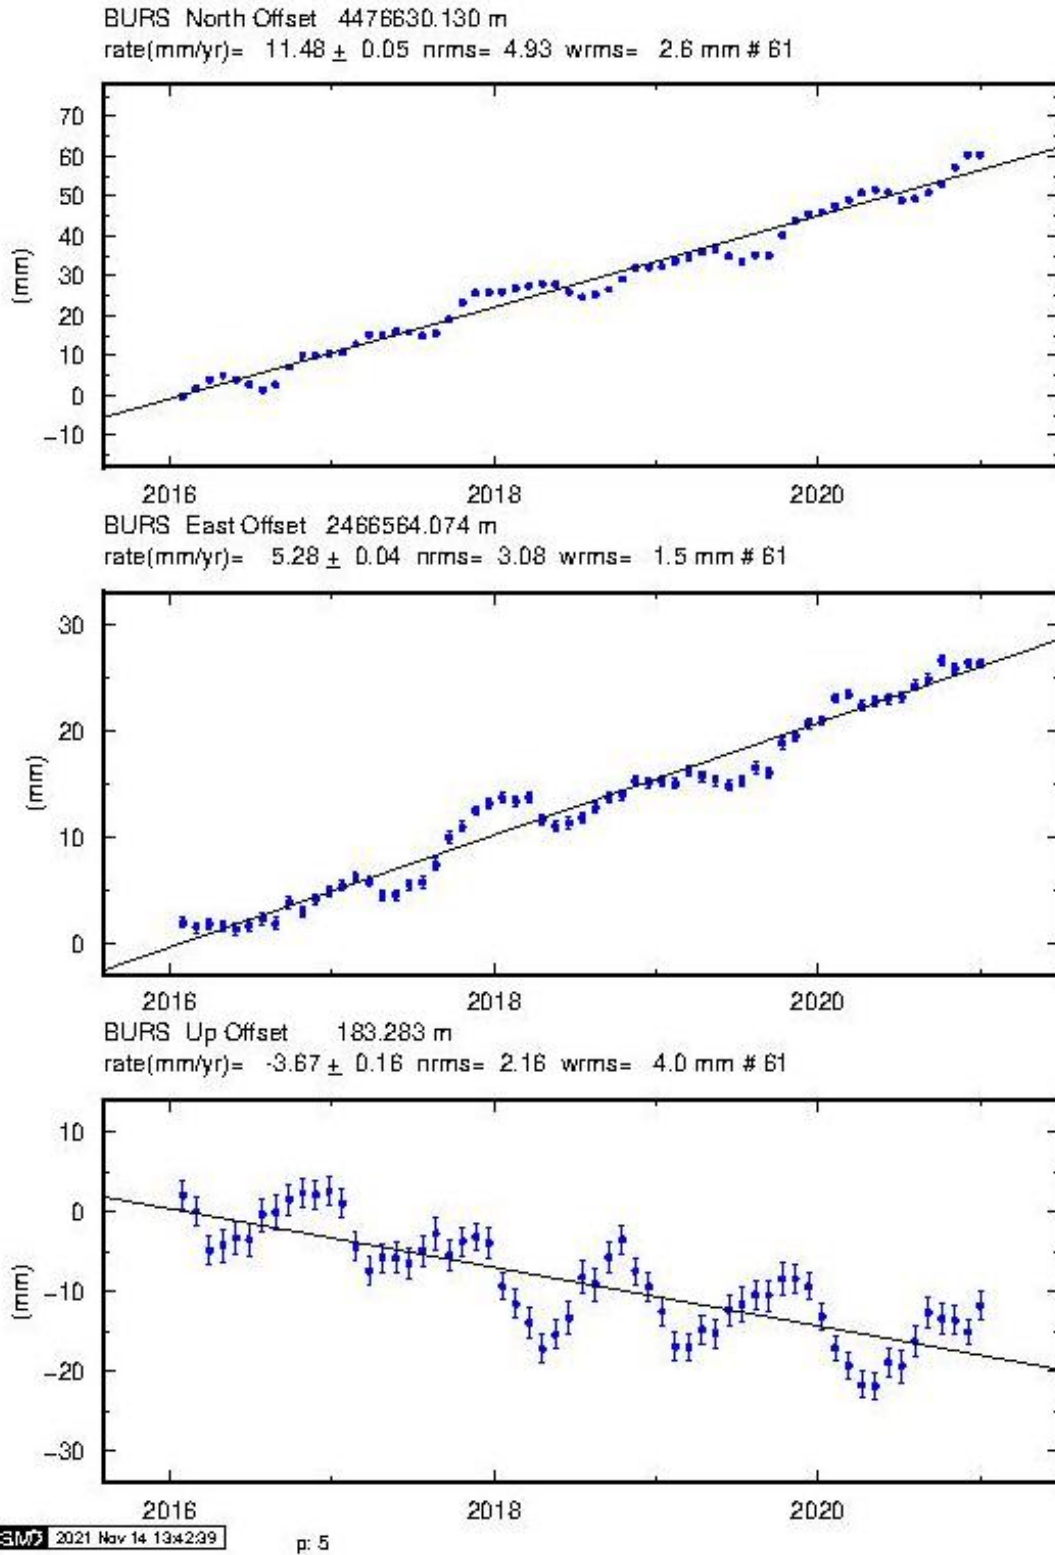 BURS North Offset 4476630.130 m
rate(mm/yr)= 11.48 ± 0.05 nrms= 4.93 wrms= 2.6 mm # 61
70
60
50
40
30
20
10
0
−10
(mm)
2016 2018 2020
BURS East Offset 2466564.074 m
rate(mm/yr)= 5.28 ± 0.04 nrms= 3.08 wrms= 1.5 mm # 61
30
20
10
0
(mm)
2016 2018 2020
BURS Up Offset 183.283 m
rate(mm/yr)= -3.67 ± 0.16 nrms= 2.16 wrms= 4.0 mm # 61
10
0
−10
−20
−30
(mm)
2016 2018 2020
2021 Nov 14 13:42:39 p: 5